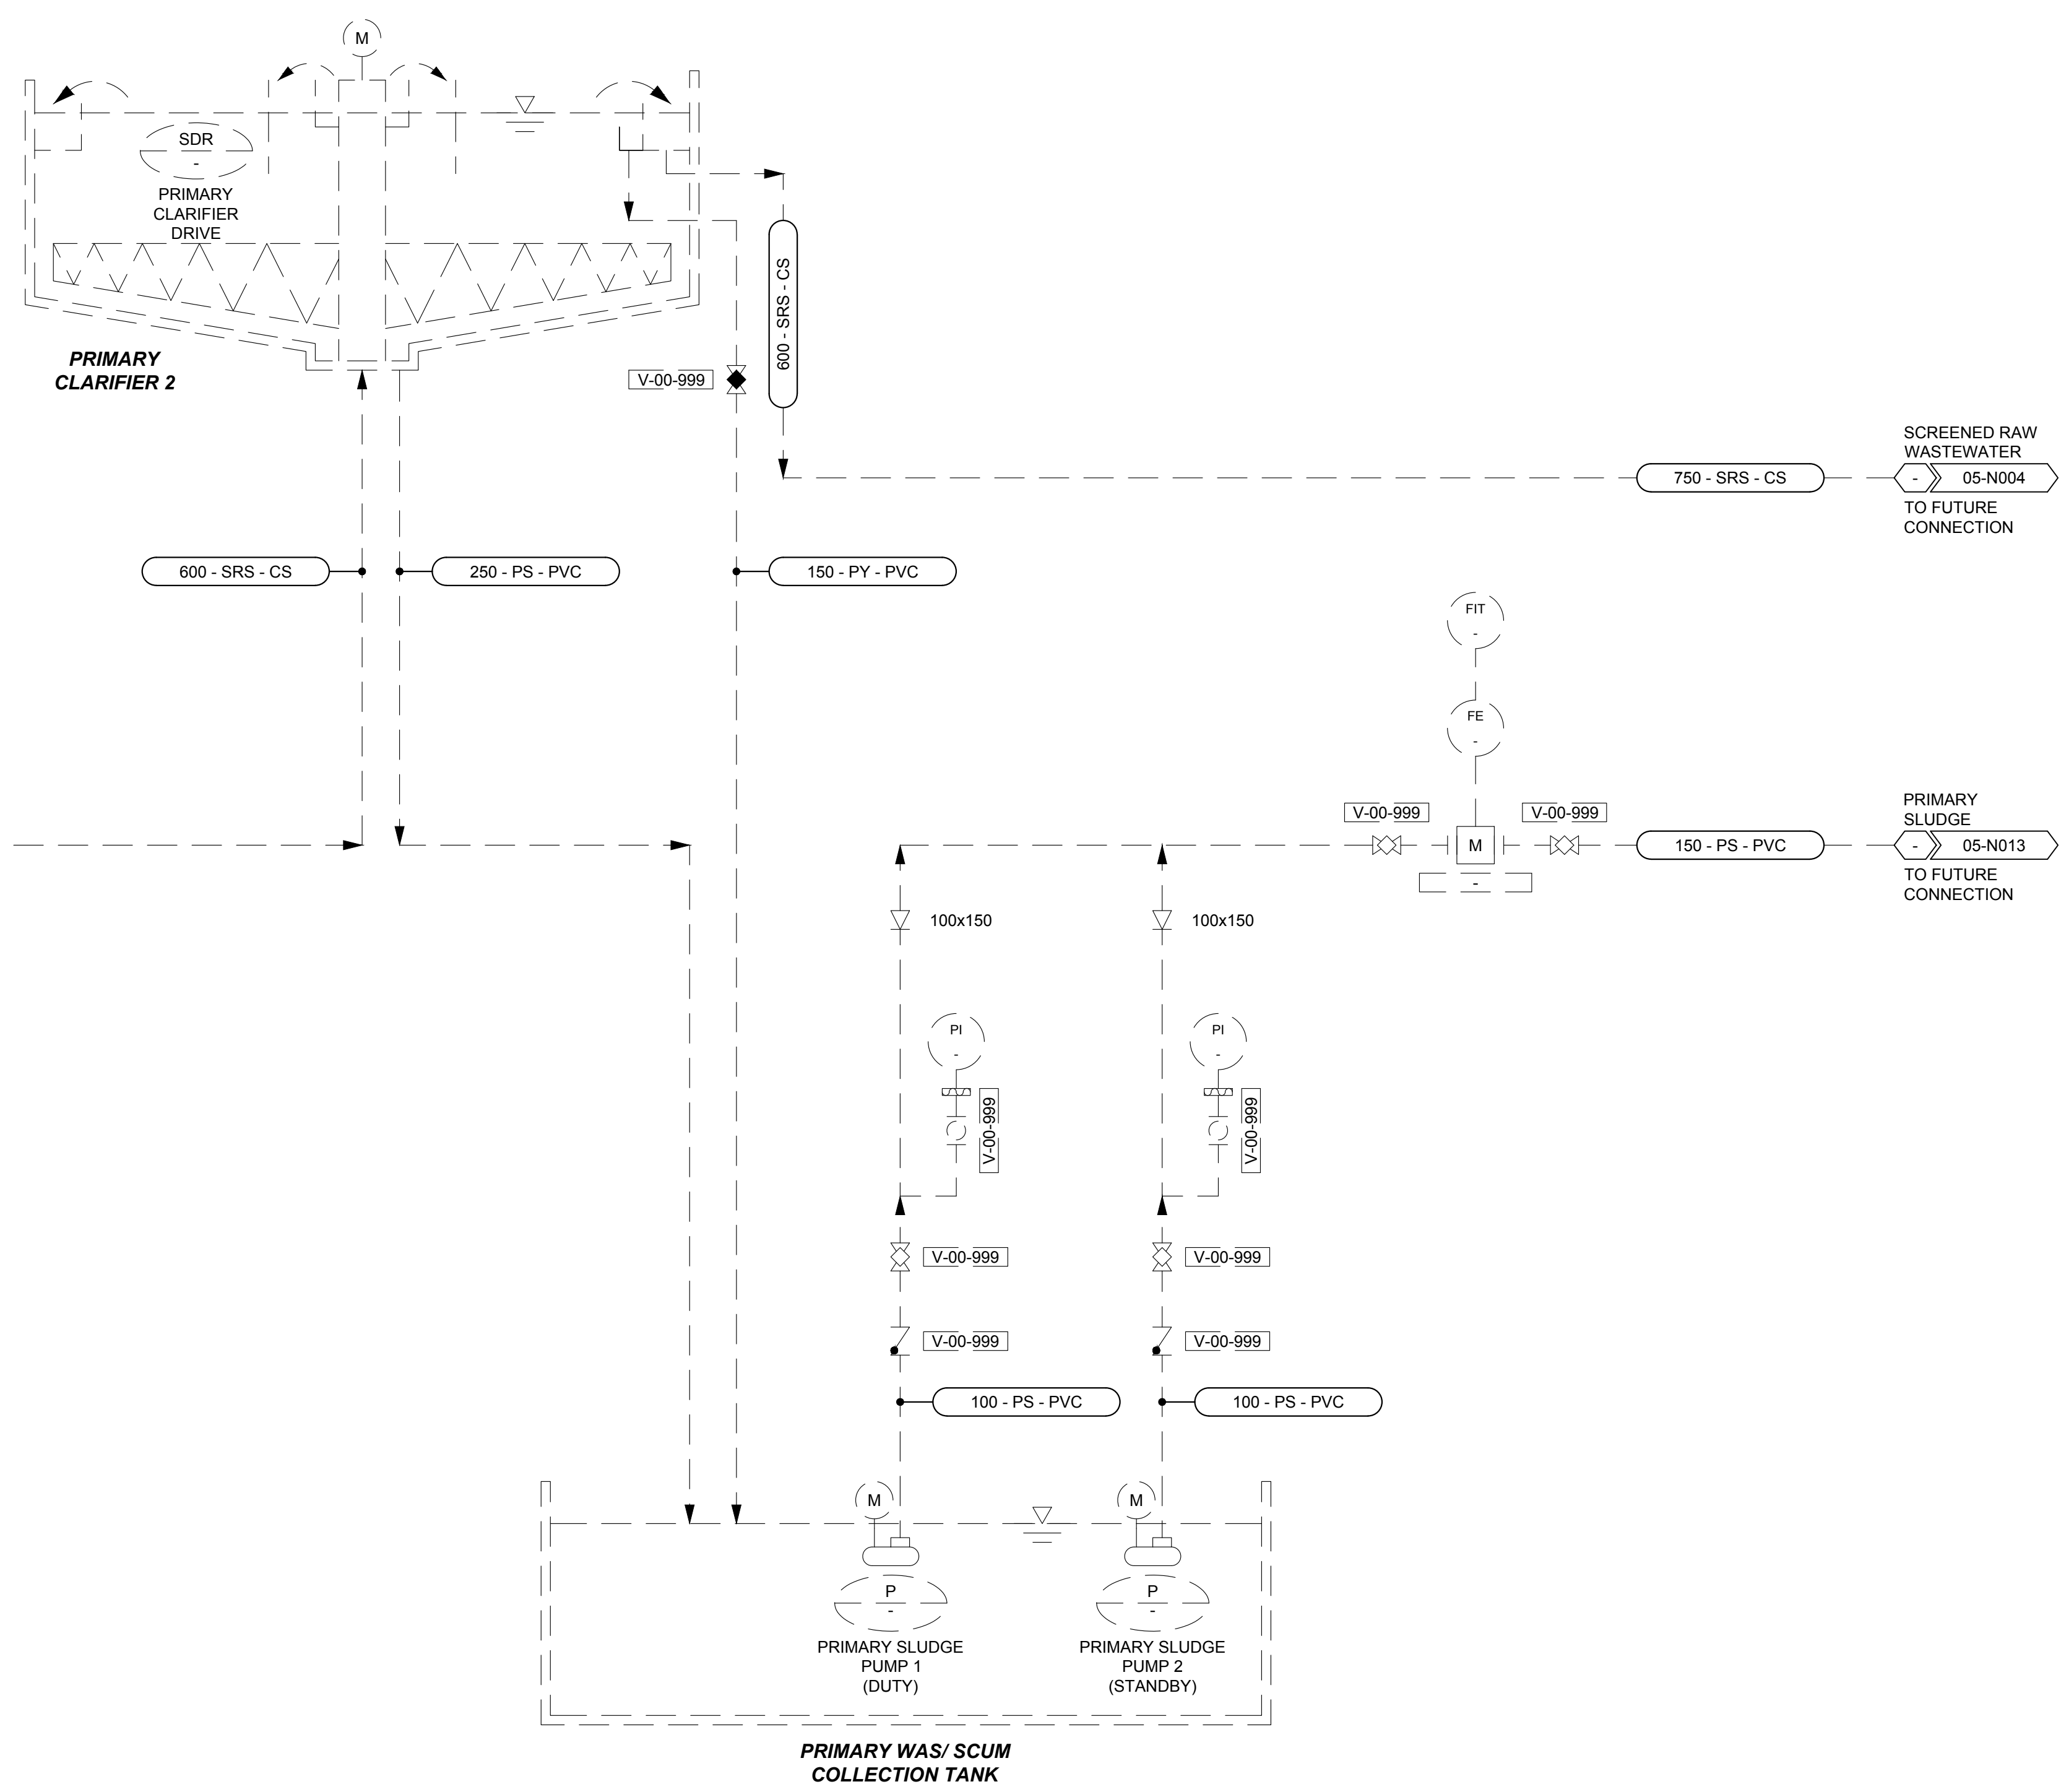 M
SDR
-
PRIMARY
CLARIFIER
DRIVE
600 - SRS - CS
PRIMARY
CLARIFIER 2
V-00-999
SCREENED RAW
WASTEWATER
750 - SRS - CS
- 05-N004
TO FUTURE
CONNECTION
600 - SRS - CS
250 - PS - PVC
150 - PY - PVC
FIT
-
FE
-
V-00-999
V-00-999
M
-
150 - PS - PVC
PRIMARY
SLUDGE
- 05-N013
TO FUTURE
CONNECTION
100x150
100x150
PI
-
V-00-999
PI
-
V-00-999
V-00-999
V-00-999
V-00-999
V-00-999
100 - PS - PVC
100 - PS - PVC
M
M
P
-
PRIMARY SLUDGE
PUMP 1
(DUTY)
P
-
PRIMARY SLUDGE
PUMP 2
(STANDBY)
PRIMARY WAS/ SCUM
COLLECTION TANK